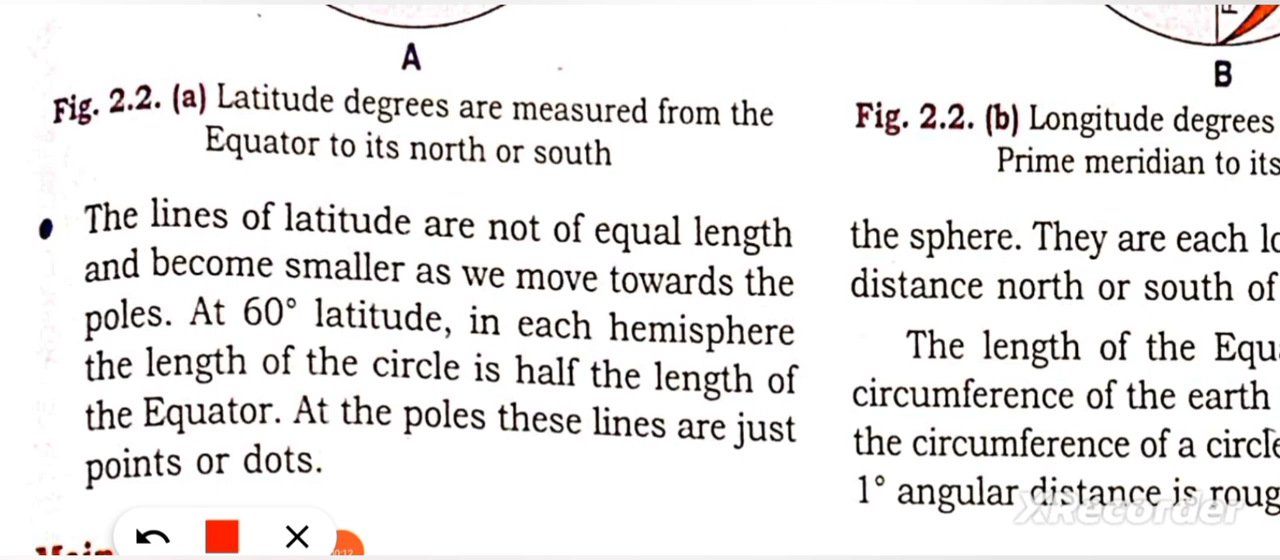 A
Fig. 2.2. (a) Latitude degrees are measured from the
Equator to its north or south
The lines of latitude are not of equal length
and become smaller as we move towards the
poles. At 60° latitude, in each hemisphere
the length of the circle is half the length of
the Equator. At the poles these lines are just
points or dots.
B
Fig. 2.2. (b) Longitude degrees
Prime meridian to its
the sphere. They are each
distance north or south of
The length of the
circumference of the earth
the circumference of a
1° angular distance is
XRecorder
0:12